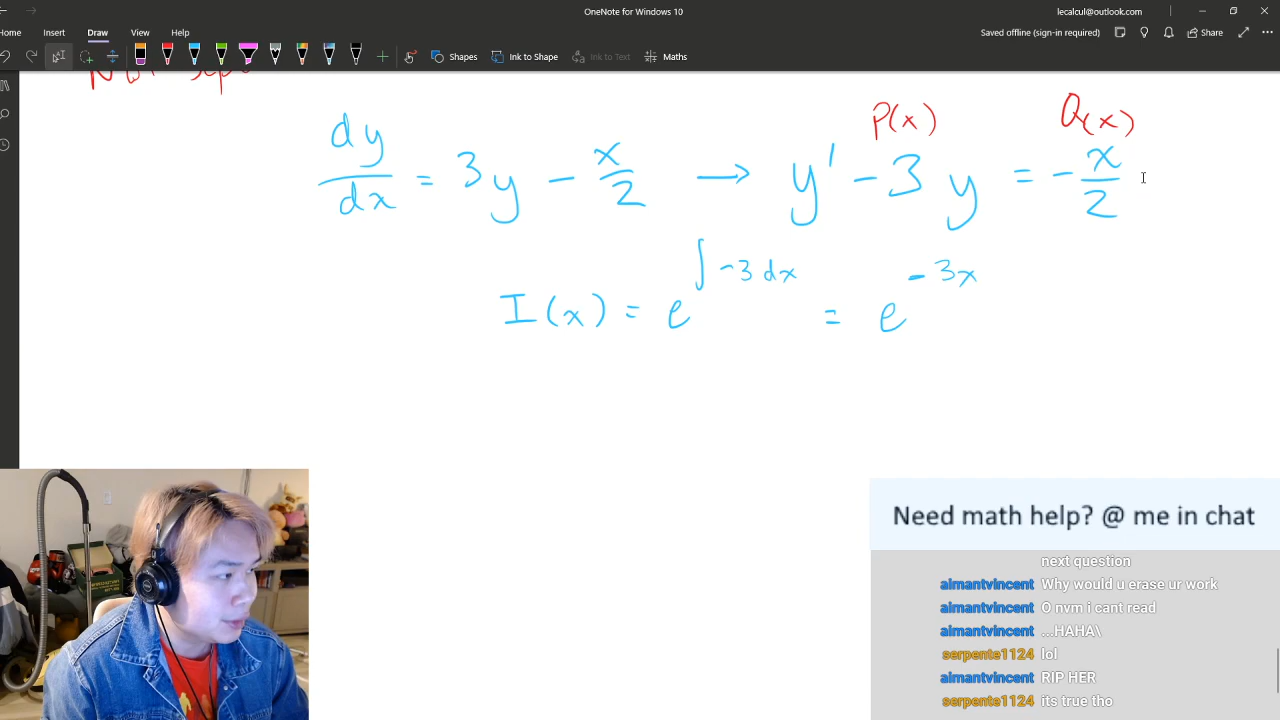 OneNote for Windows 10
lecalcul@outlook.com
Home Insert Draw View Help
Saved offline (sign-in required) Share
Shapes Ink to Shape Ink to Text Maths
P(x) Q(x)
dy/dx = 3y - x/2 → y' - 3y = - x/2
I(x) = e^∫-3dx = e^-3x
Need math help? @ me in chat
next question
aimantvincent Why would u erase ur work
aimantvincent O nvm i cant read
aimantvincent ...HAHA\
serpente1124 lol
aimantvincent RIP HER
serpente1124 its true tho